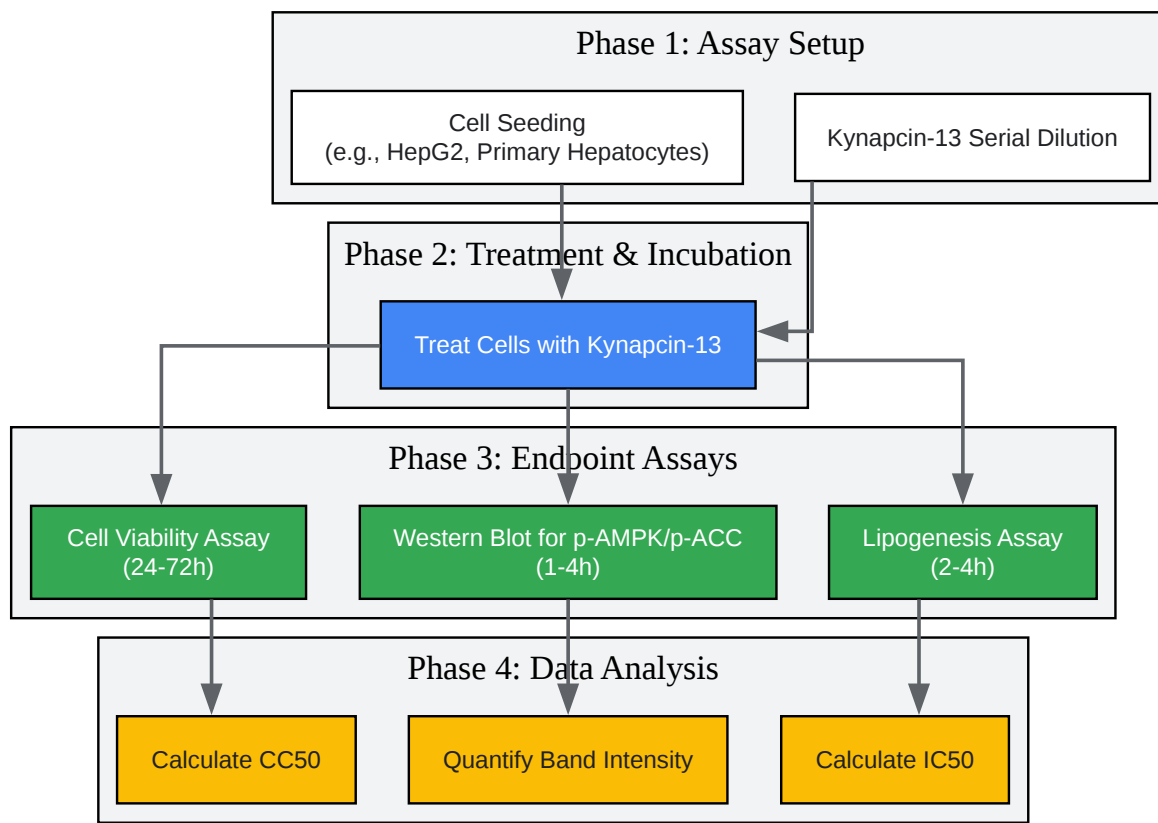 Phase 1: Assay Setup
Cell Seeding
(e.g., HepG2, Primary Hepatocytes)
Kynapcin-13 Serial Dilution
Phase 2: Treatment & Incubation
Treat Cells with Kynapcin-13
Phase 3: Endpoint Assays
Cell Viability Assay
(24-72h)
Western Blot for p-AMPK/p-ACC
(1-4h)
Lipogenesis Assay
(2-4h)
Phase 4: Data Analysis
Calculate CC50
Quantify Band Intensity
Calculate IC50